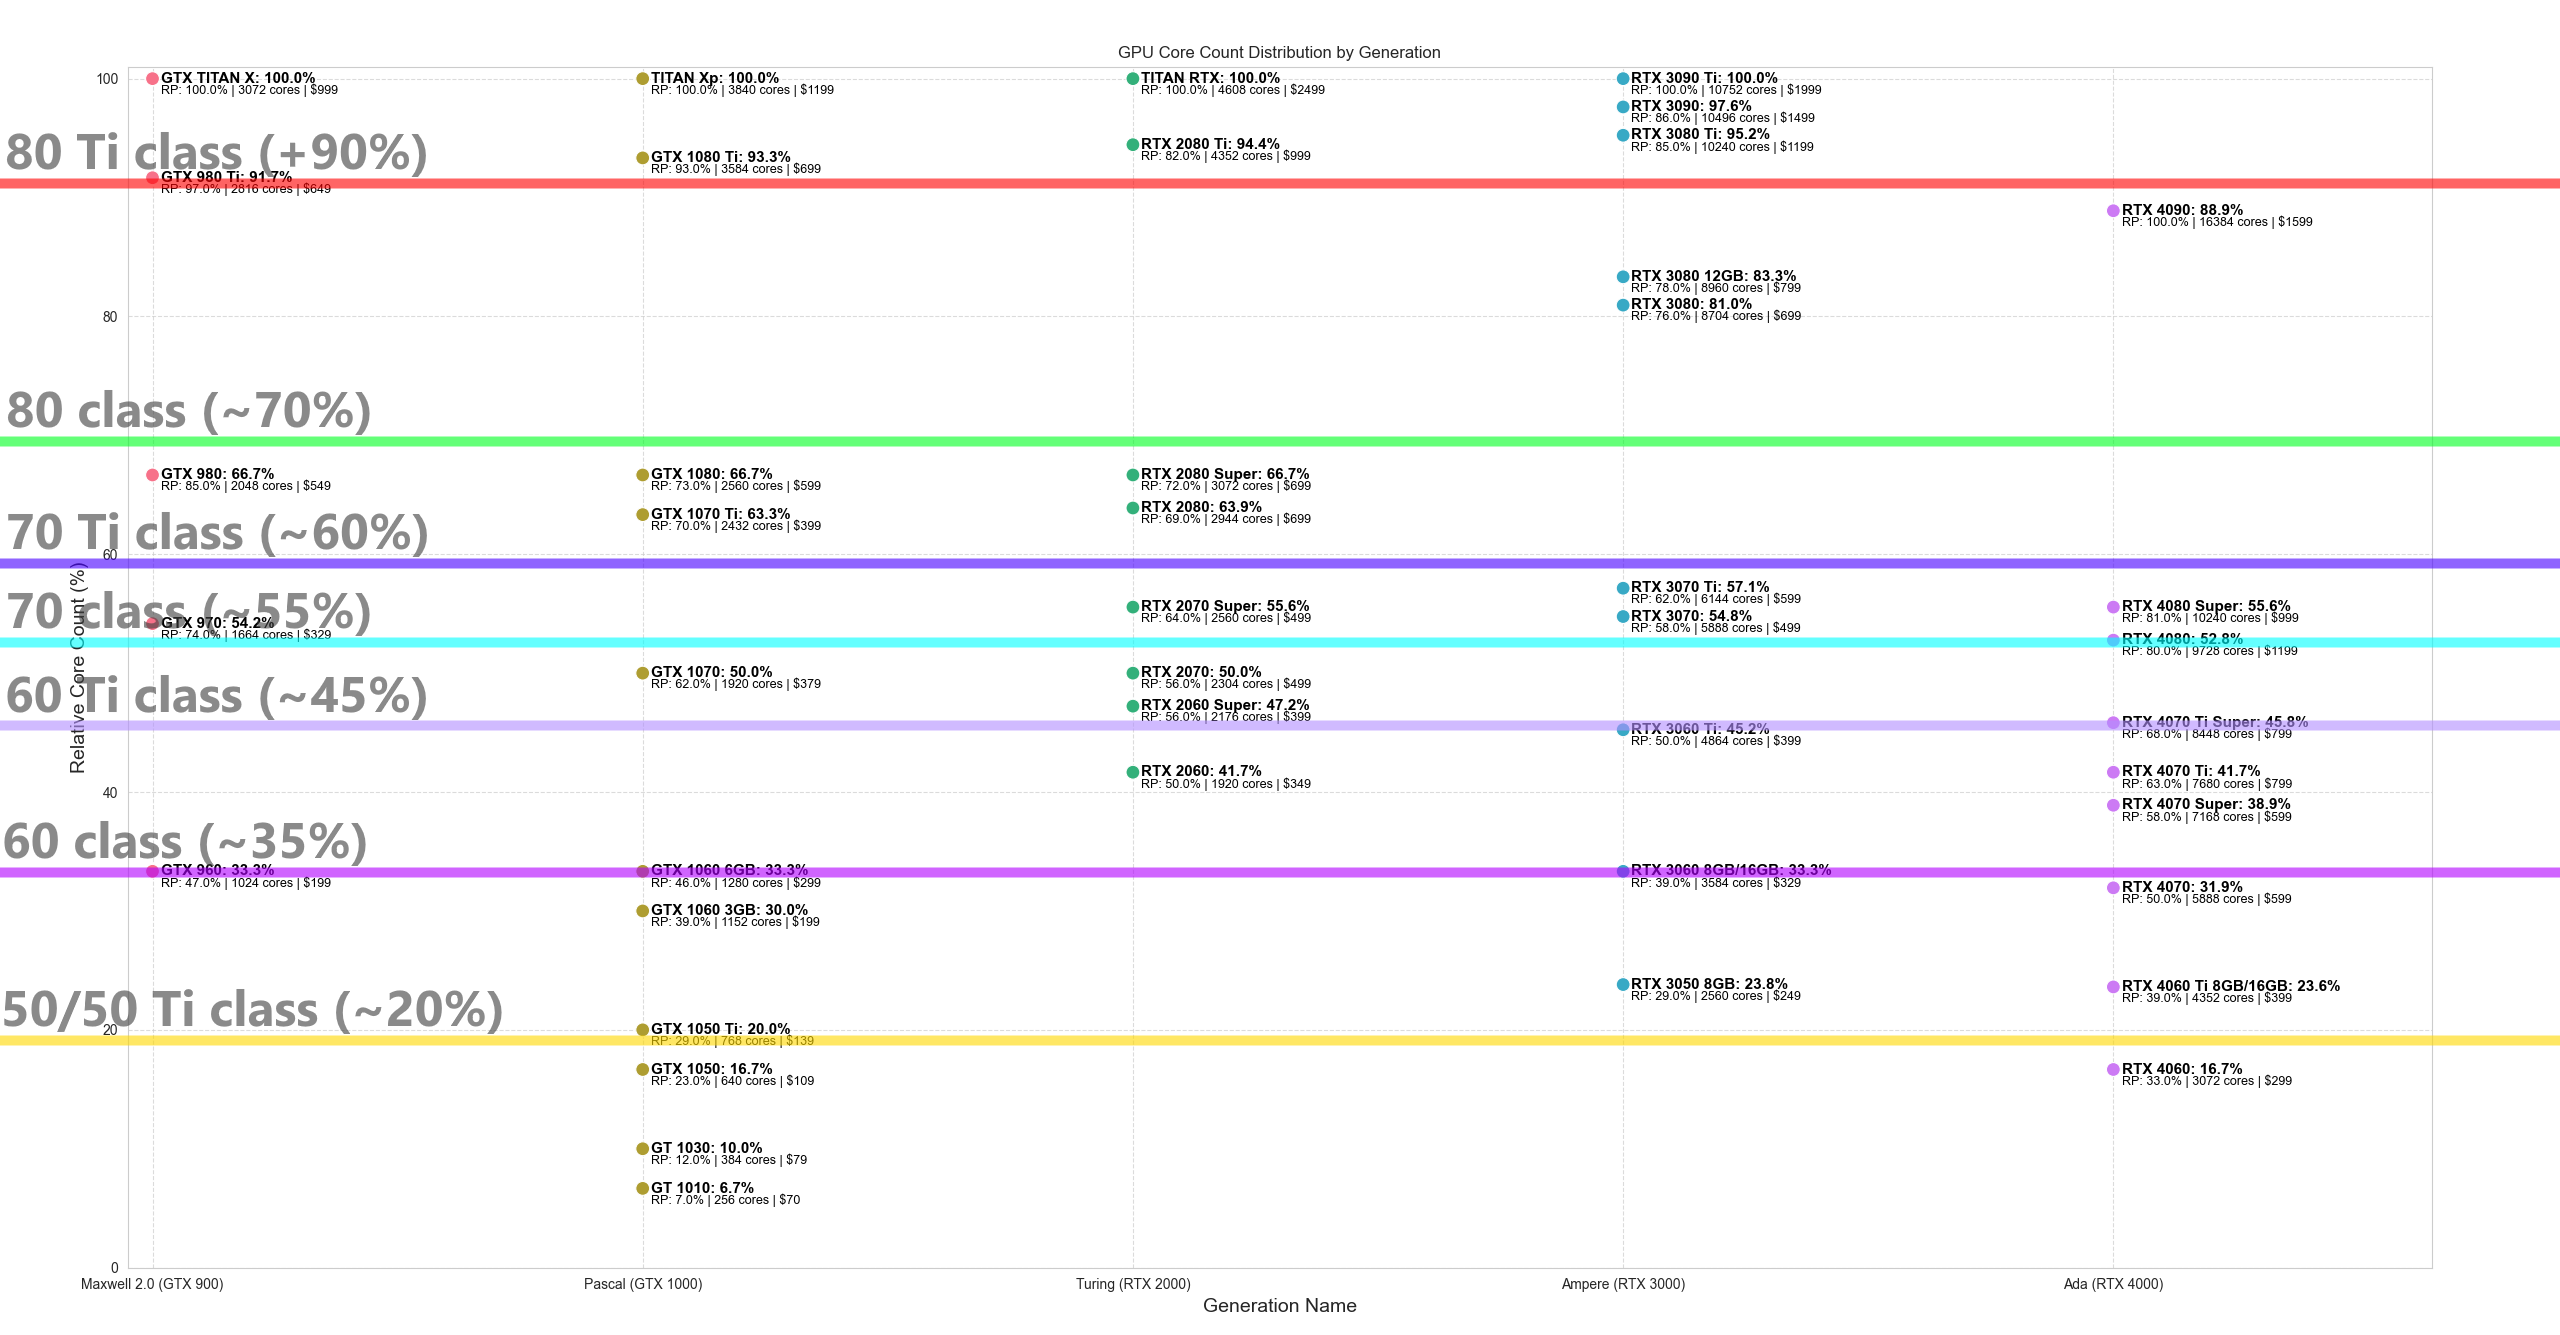 GPU Core Count Distribution by Generation
100
80
60
40
20
0
Relative Core Count (%)
80 Ti class (+90%)
80 class (~70%)
70 Ti class (~60%)
70 class (~55%)
60 Ti class (~45%)
60 class (~35%)
50/50 Ti class (~20%)
GTX TITAN X: 100.0%
RP: 100.0% | 3072 cores | $999
GTX 980 Ti: 91.7%
RP: 97.0% | 2816 cores | $649
GTX 980: 66.7%
RP: 85.0% | 2048 cores | $549
GTX 970: 54.2%
RP: 74.0% | 1664 cores | $329
GTX 960: 33.3%
RP: 47.0% | 1024 cores | $199
TITAN Xp: 100.0%
RP: 100.0% | 3840 cores | $1199
GTX 1080 Ti: 93.3%
RP: 93.0% | 3584 cores | $699
GTX 1080: 66.7%
RP: 73.0% | 2560 cores | $599
GTX 1070 Ti: 63.3%
RP: 70.0% | 2432 cores | $399
GTX 1070: 50.0%
RP: 62.0% | 1920 cores | $379
GTX 1060 6GB: 33.3%
RP: 46.0% | 1280 cores | $299
GTX 1060 3GB: 30.0%
RP: 39.0% | 1152 cores | $199
GTX 1050 Ti: 20.0%
RP: 29.0% | 768 cores | $139
GTX 1050: 16.7%
RP: 23.0% | 640 cores | $109
GT 1030: 10.0%
RP: 12.0% | 384 cores | $79
GT 1010: 6.7%
RP: 7.0% | 256 cores | $70
TITAN RTX: 100.0%
RP: 100.0% | 4608 cores | $2499
RTX 2080 Ti: 94.4%
RP: 82.0% | 4352 cores | $999
RTX 2080 Super: 66.7%
RP: 72.0% | 3072 cores | $699
RTX 2080: 63.9%
RP: 69.0% | 2944 cores | $699
RTX 2070 Super: 55.6%
RP: 64.0% | 2560 cores | $499
RTX 2070: 50.0%
RP: 56.0% | 2304 cores | $499
RTX 2060 Super: 47.2%
RP: 56.0% | 2176 cores | $399
RTX 2060: 41.7%
RP: 50.0% | 1920 cores | $349
RTX 3090 Ti: 100.0%
RP: 100.0% | 10752 cores | $1999
RTX 3090: 97.6%
RP: 86.0% | 10496 cores | $1499
RTX 3080 Ti: 95.2%
RP: 85.0% | 10240 cores | $1199
RTX 3080 12GB: 83.3%
RP: 78.0% | 8960 cores | $799
RTX 3080: 81.0%
RP: 76.0% | 8704 cores | $699
RTX 3070 Ti: 57.1%
RP: 62.0% | 6144 cores | $599
RTX 3070: 54.8%
RP: 58.0% | 5888 cores | $499
RTX 3060 Ti: 45.2%
RP: 50.0% | 4864 cores | $399
RTX 3060 8GB/16GB: 33.3%
RP: 39.0% | 3584 cores | $329
RTX 3050 8GB: 23.8%
RP: 29.0% | 2560 cores | $249
RTX 4090: 88.9%
RP: 100.0% | 16384 cores | $1599
RTX 4080 Super: 55.6%
RP: 81.0% | 10240 cores | $999
RTX 4080: 52.8%
RP: 80.0% | 9728 cores | $1199
RTX 4070 Ti Super: 45.8%
RP: 68.0% | 8448 cores | $799
RTX 4070 Ti: 41.7%
RP: 63.0% | 7680 cores | $799
RTX 4070 Super: 38.9%
RP: 58.0% | 7168 cores | $599
RTX 4070: 31.9%
RP: 50.0% | 5888 cores | $599
RTX 4060 Ti 8GB/16GB: 23.6%
RP: 39.0% | 4352 cores | $399
RTX 4060: 16.7%
RP: 33.0% | 3072 cores | $299
Maxwell 2.0 (GTX 900)
Pascal (GTX 1000)
Turing (RTX 2000)
Ampere (RTX 3000)
Ada (RTX 4000)
Generation Name